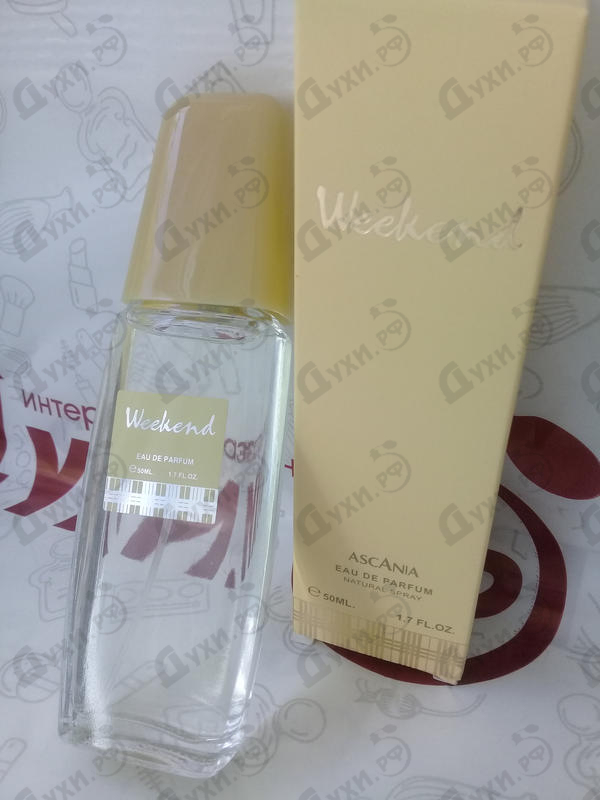 Weekend
EAU DE PARFUM
℮50ML. 1.7 FL.OZ.
Weekend
ASCANIA
EAU DE PARFUM
NATURAL SPRAY
℮50ML. 1.7 FL.OZ.
интер
Духи.рф